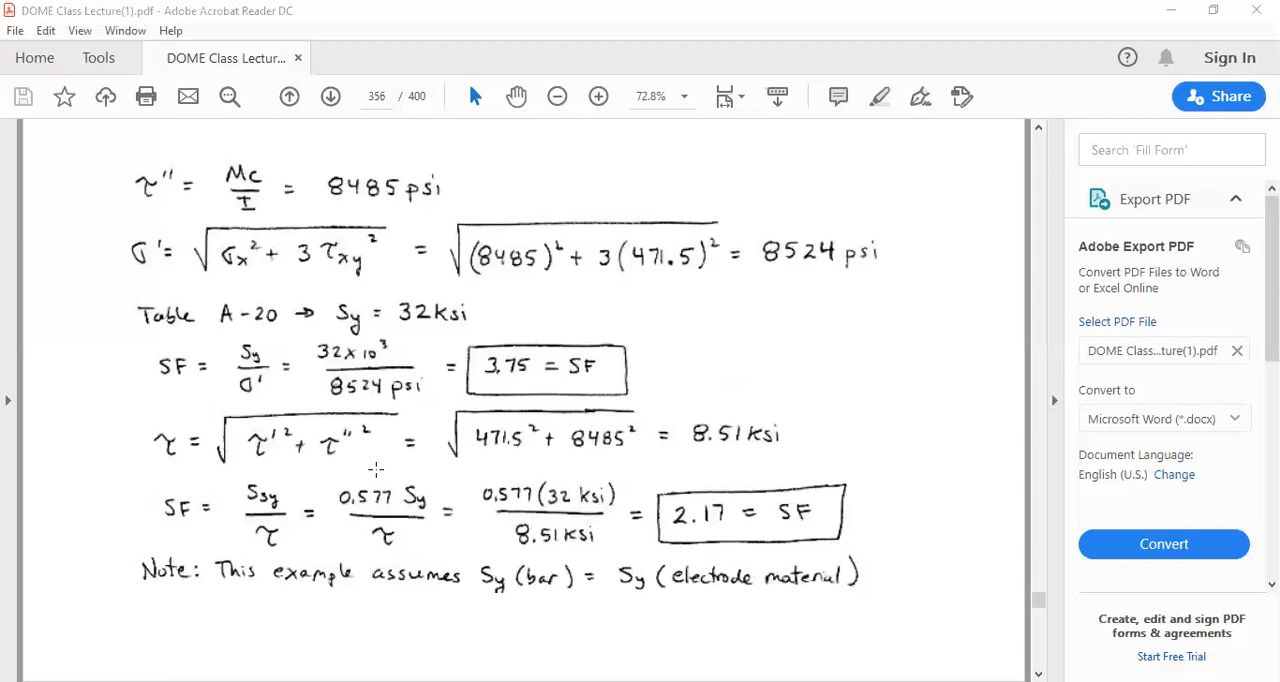 DOME Class Lecture(1).pdf - Adobe Acrobat Reader DC
File Edit View Window Help
Home Tools DOME Class Lectur... × Sign In
356 / 400 72.8% Share
τ'' = Mc/I = 8485 psi
σ' = √(σx² + 3 τxy²) = √((8485)² + 3(471.5)²) = 8524 psi
Table A-20 → Sy = 32 ksi
SF = Sy/σ' = 32x10³/8524 psi = 3.75 = SF
τ = √(τ'² + τ''²) = √(471.5² + 8485²) = 8.51 ksi
SF = Ssy/τ = 0.577 Sy/τ = 0.577(32 ksi)/8.51 ksi = 2.17 = SF
Note: This example assumes Sy (bar) = Sy (electrode material)
Search 'Fill Form'
Export PDF
Adobe Export PDF
Convert PDF Files to Word
or Excel Online
Select PDF File
DOME Class...ture(1).pdf ×
Convert to
Microsoft Word (*.docx)
Document Language:
English (U.S.) Change
Convert
Create, edit and sign PDF
forms & agreements
Start Free Trial